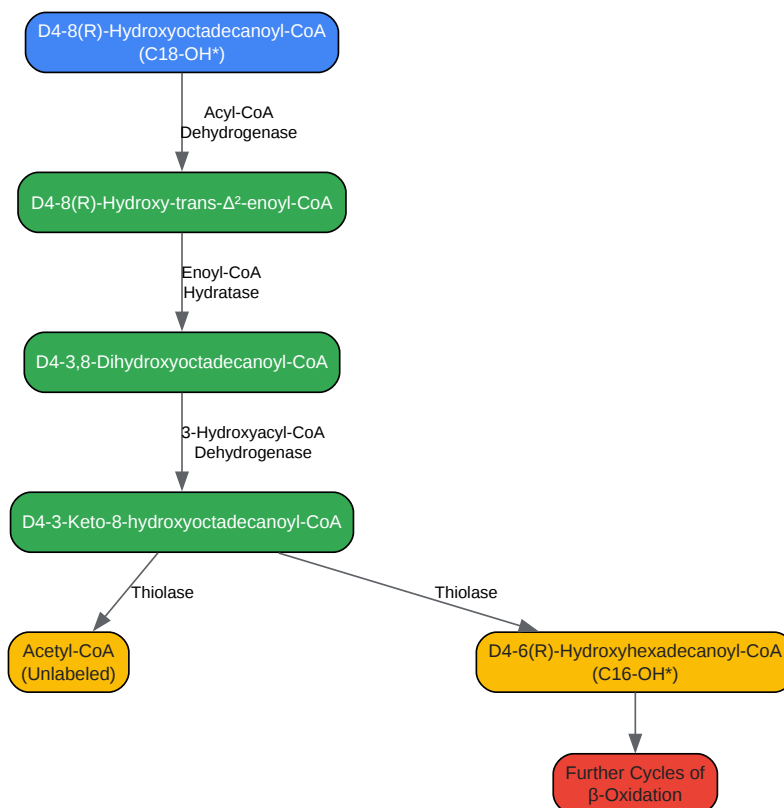 D4-8(R)-Hydroxyoctadecanoyl-CoA
(C18-OH*)
Acyl-CoA
Dehydrogenase
D4-8(R)-Hydroxy-trans-Δ²-enoyl-CoA
Enoyl-CoA
Hydratase
D4-3,8-Dihydroxyoctadecanoyl-CoA
3-Hydroxyacyl-CoA
Dehydrogenase
D4-3-Keto-8-hydroxyoctadecanoyl-CoA
Thiolase
Thiolase
Acetyl-CoA
(Unlabeled)
D4-6(R)-Hydroxyhexadecanoyl-CoA
(C16-OH*)
Further Cycles of
β-Oxidation